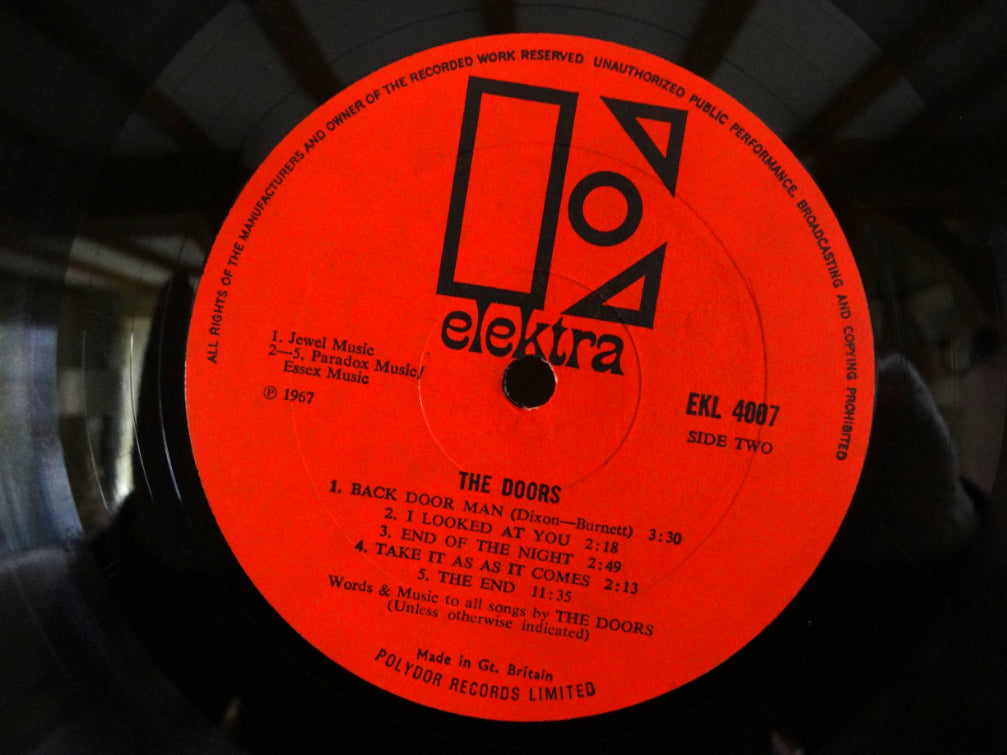 ALL RIGHTS OF THE MANUFACTURERS AND OWNER OF THE RECORDED WORK RESERVED UNAUTHORIZED PUBLIC PERFORMANCE, BROADCASTING AND COPYING PROHIBITED
elektra
1. Jewel Music
2—5. Paradox Music/
Essex Music
℗ 1967
EKL 4007
SIDE TWO
THE DOORS
1. BACK DOOR MAN (Dixon—Burnett) 3:30
2. I LOOKED AT YOU 2:18
3. END OF THE NIGHT 2:49
4. TAKE IT AS AS IT COMES 2:13
5. THE END 11:35
Words & Music to all songs by THE DOORS
(Unless otherwise indicated)
Made in Gt. Britain
POLYDOR RECORDS LIMITED